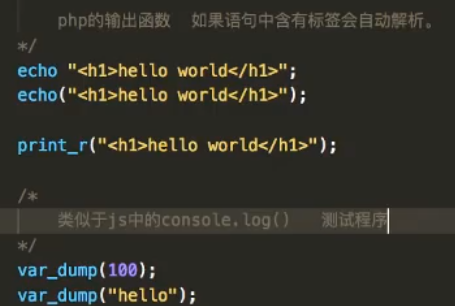 php的输出函数  如果语句中含有标签会自动解析。
*/
echo "<h1>hello world</h1>";
echo("<h1>hello world</h1>");
print_r("<h1>hello world</h1>");
/*
类似于js中的console.log()   测试程序
*/
var_dump(100);
var_dump("hello");